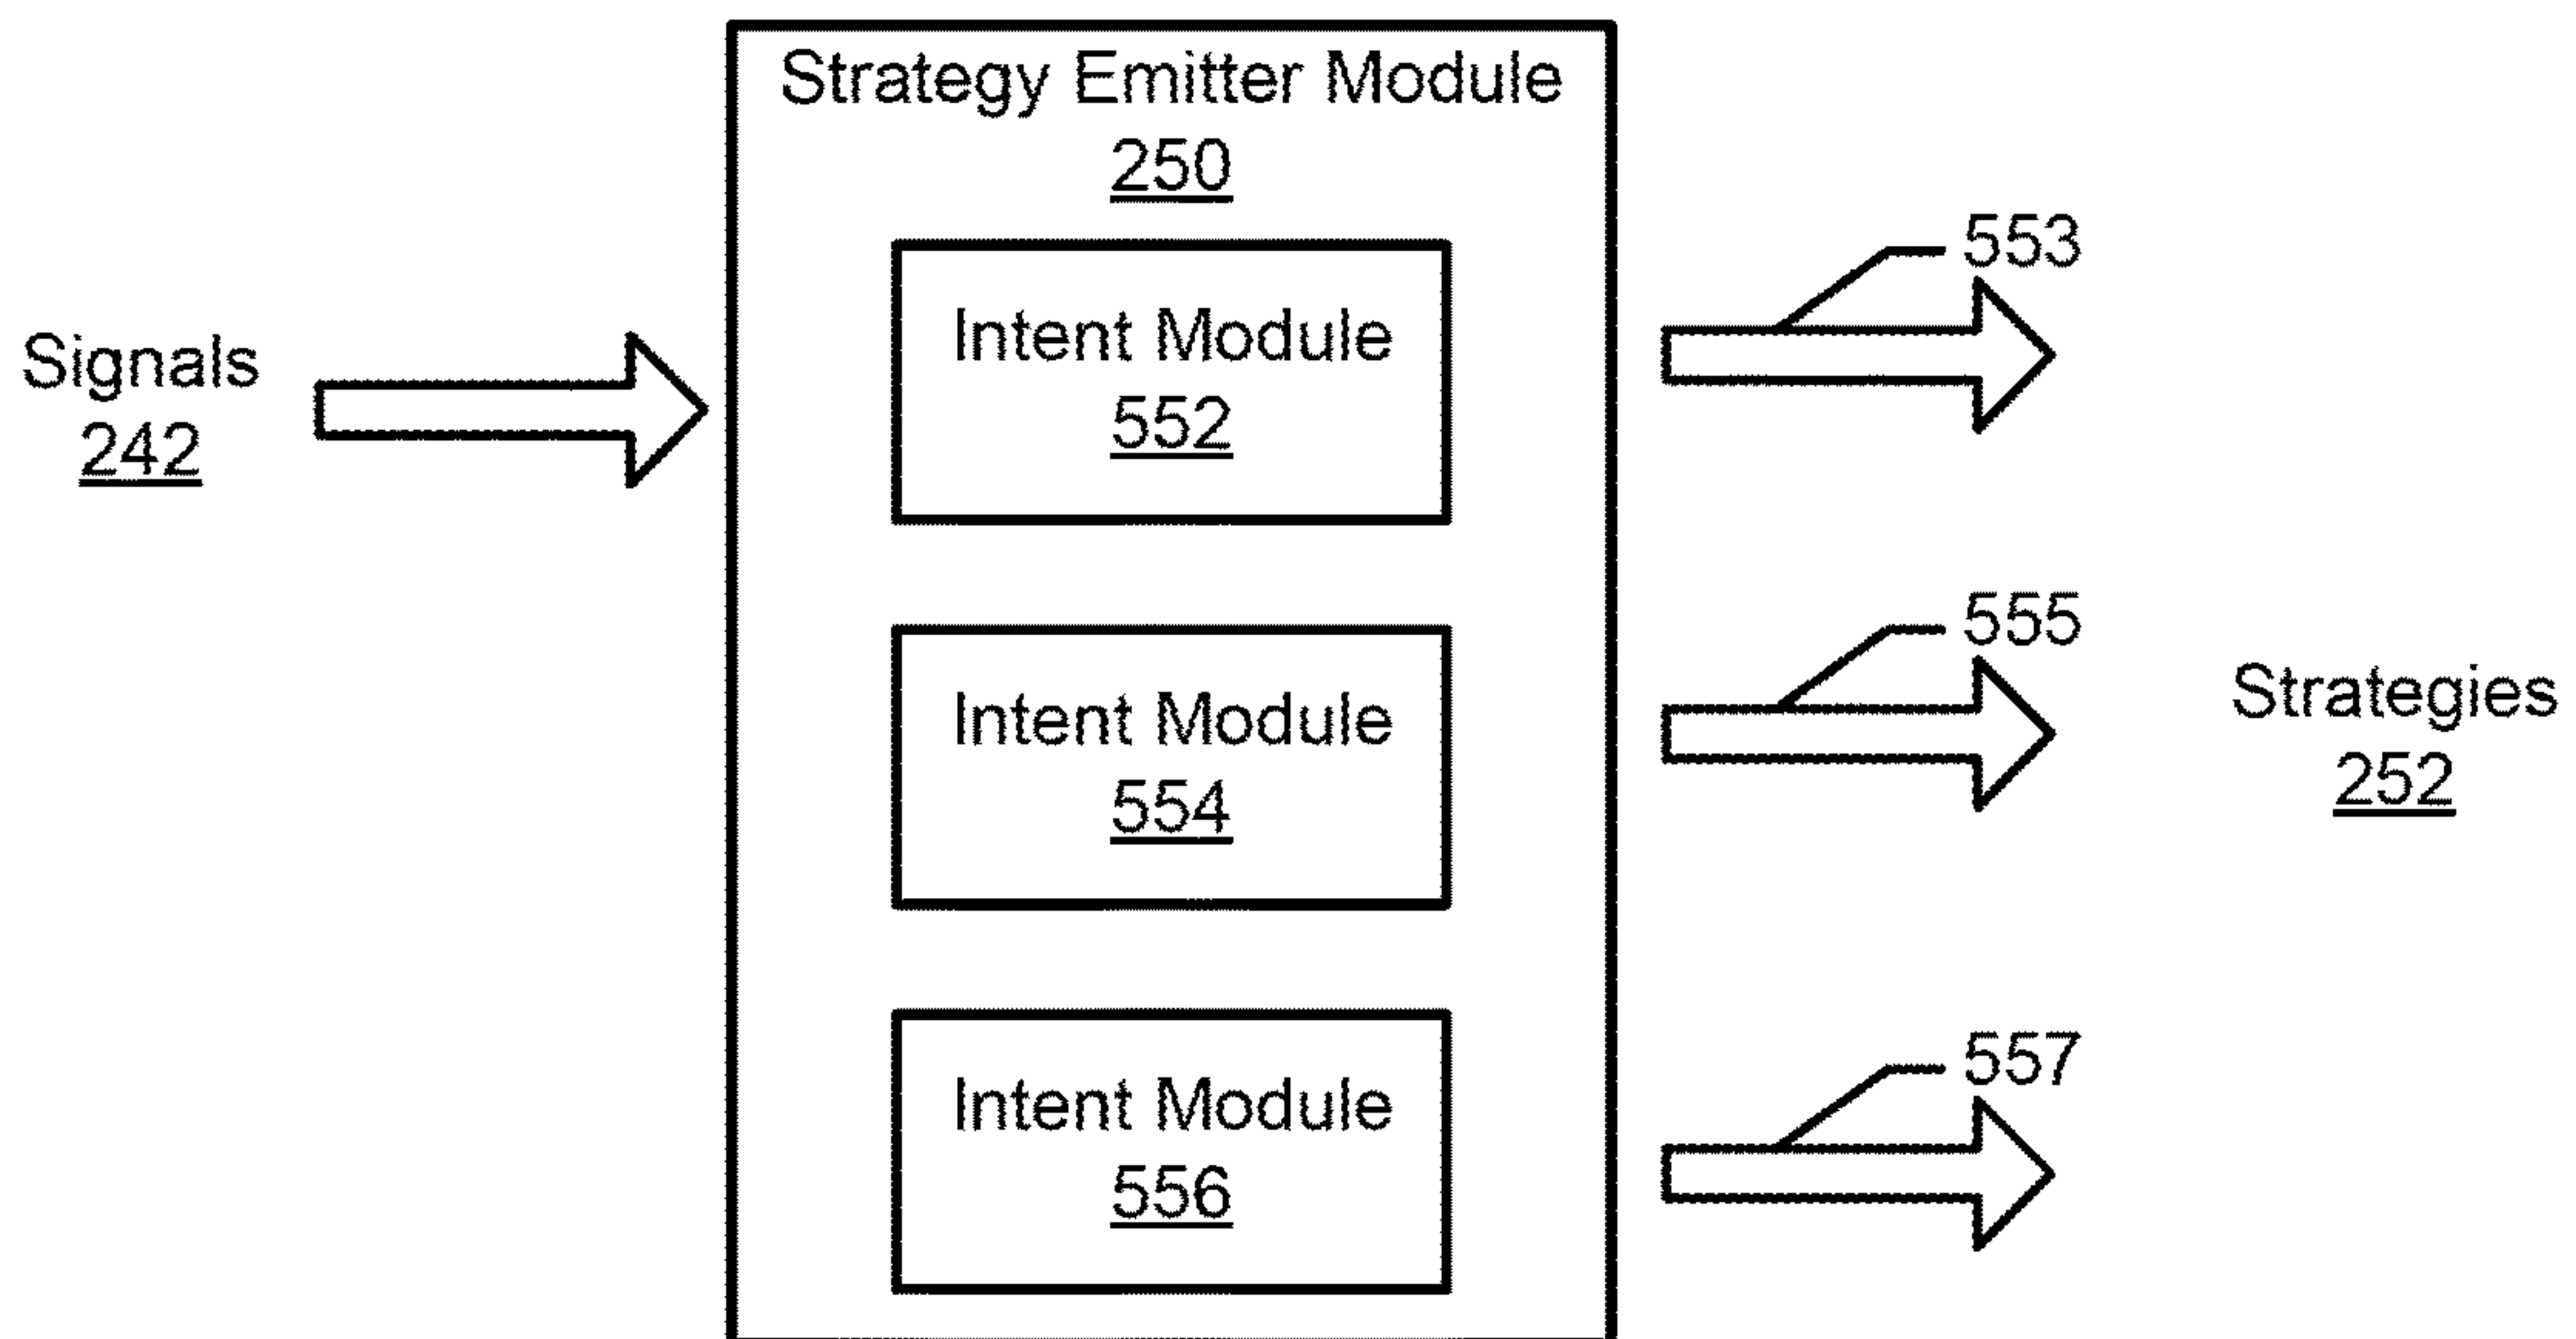 Strategy Emitter Module
250
Signals
242
Intent Module
552
553
Intent Module
554
555
Strategies
252
Intent Module
556
557